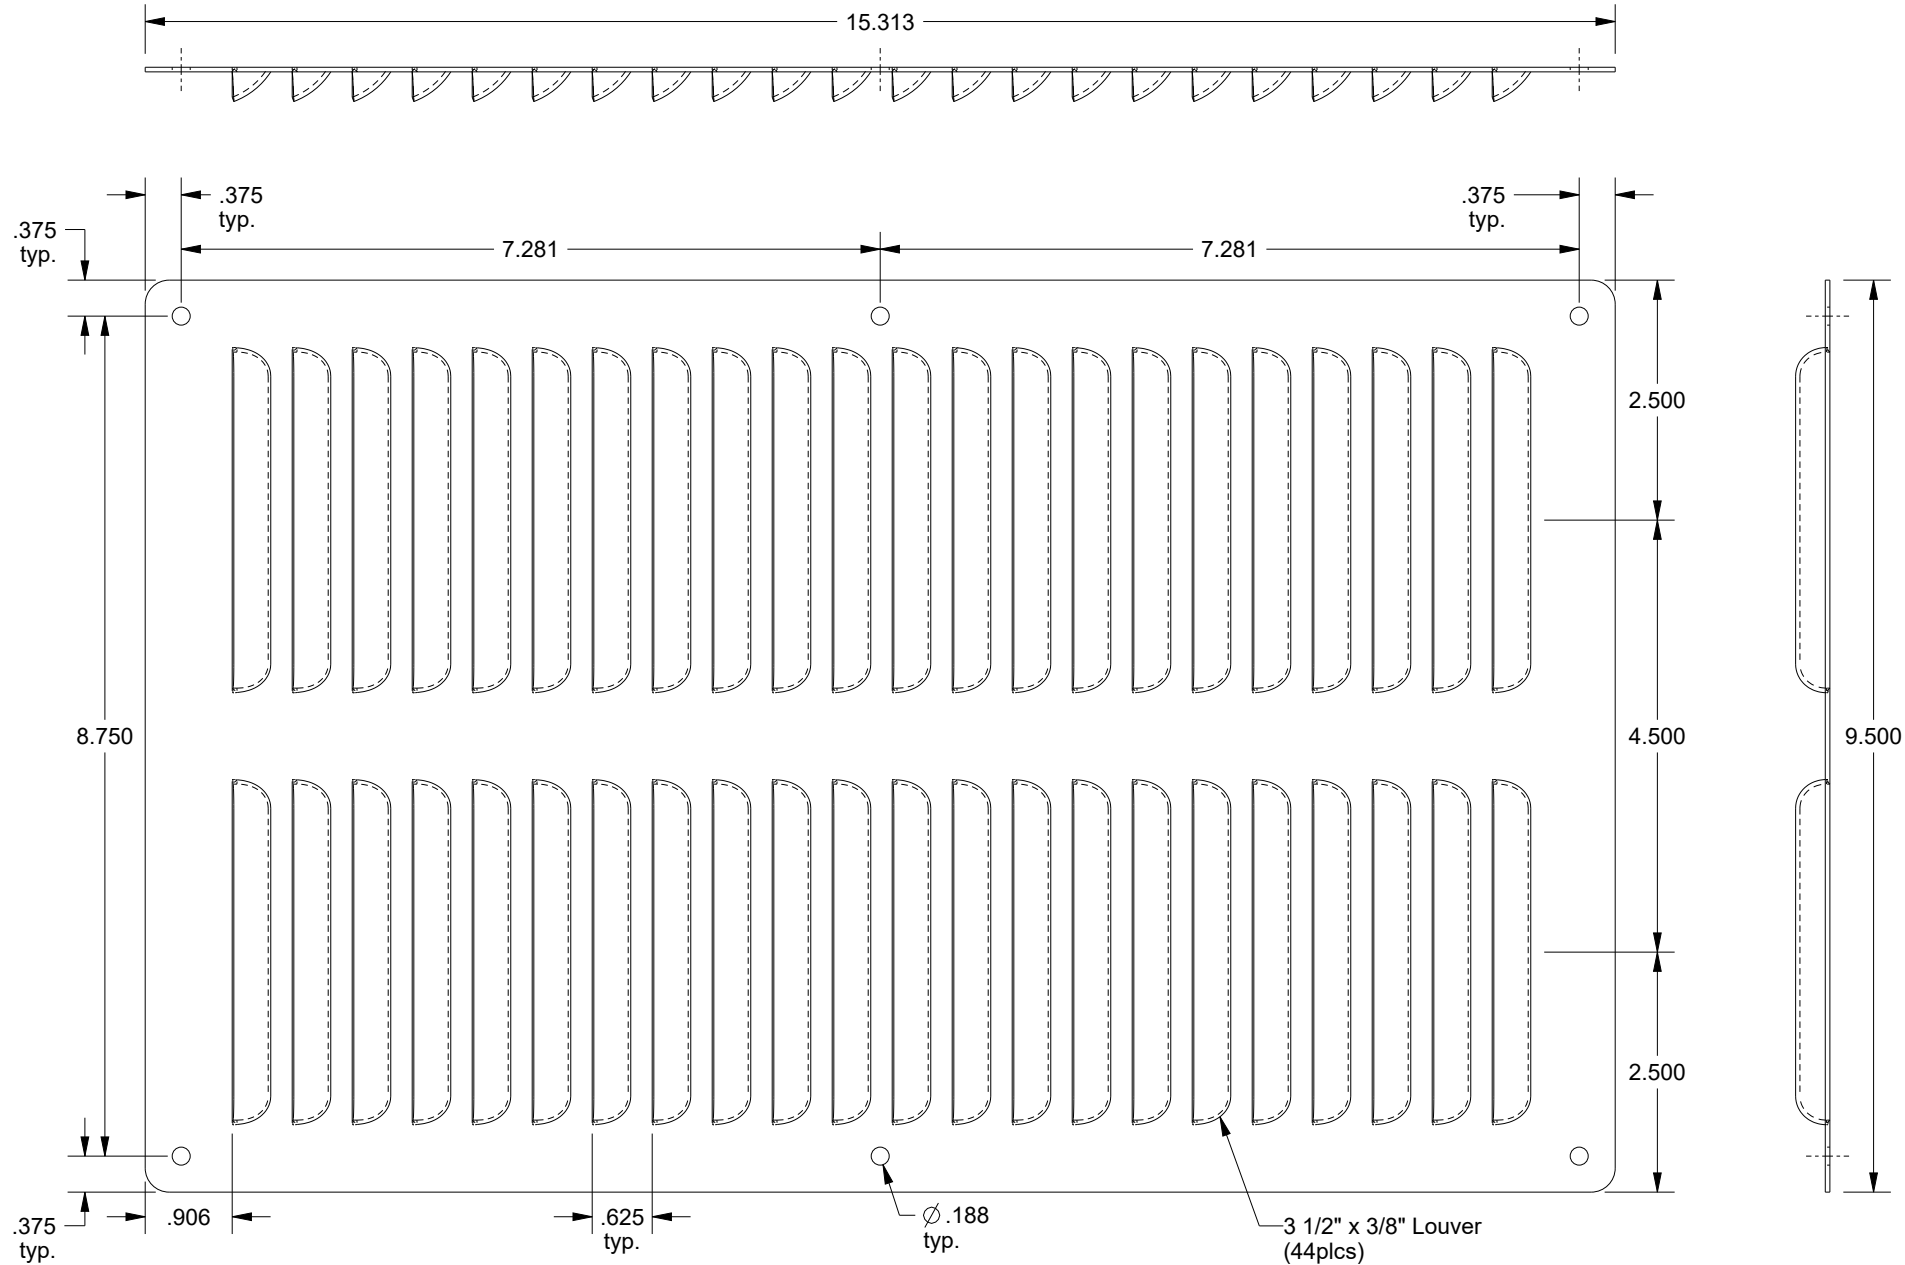 15.313
.375
typ.
.375
typ.
.375
typ.
7.281
7.281
2.500
8.750
4.500
9.500
2.500
.375
typ.
.906
.625
typ.
∅ .188
typ.
3 1/2" x 3/8" Louver
(44plcs)